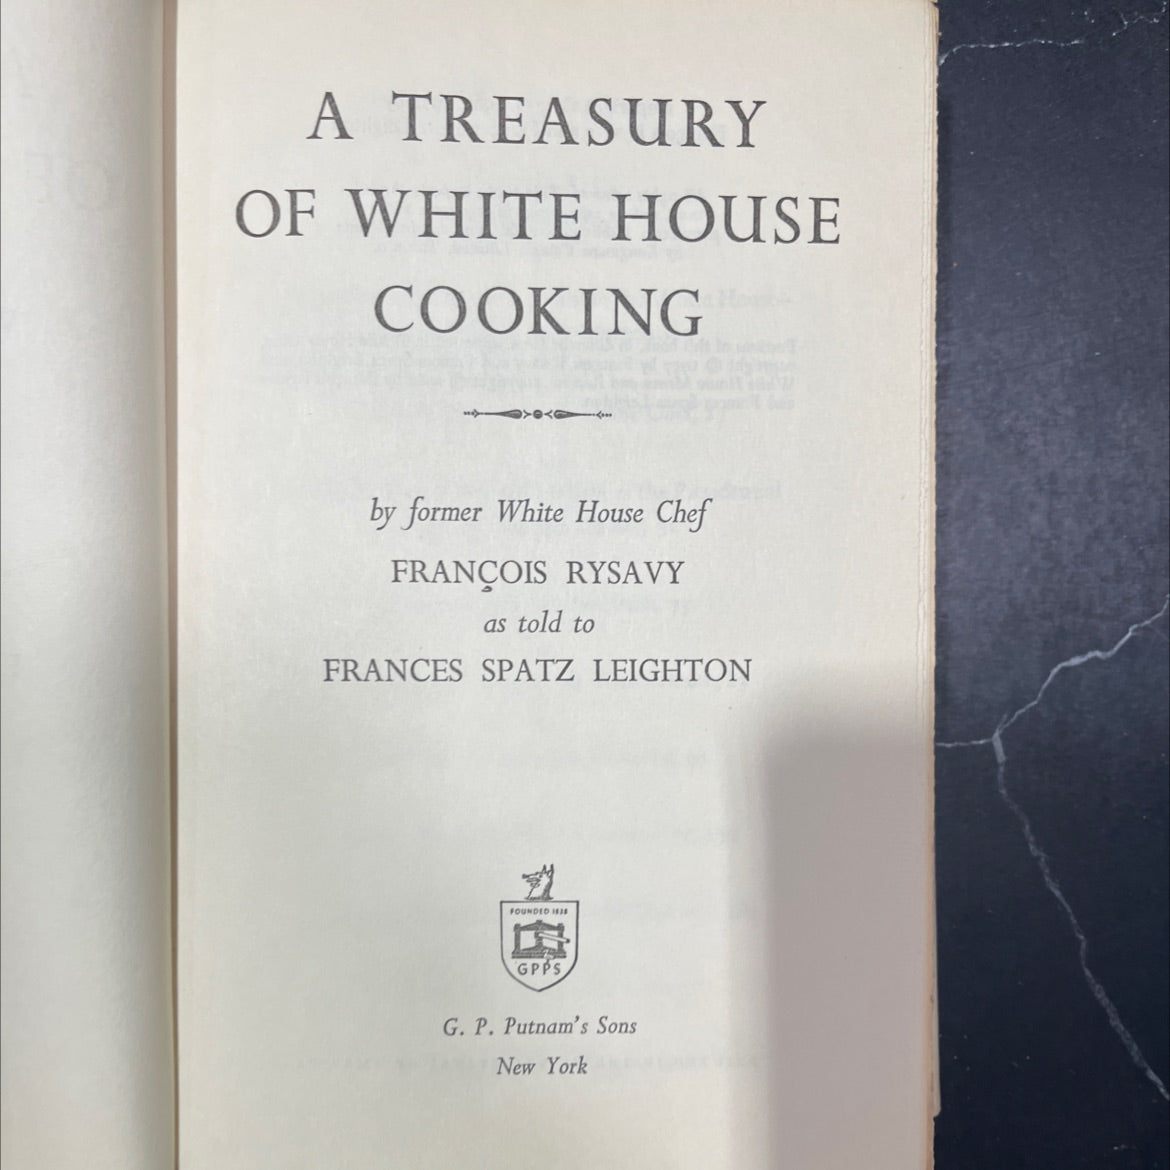 A TREASURY
OF WHITE HOUSE
COOKING
by former White House Chef
FRANÇOIS RYSAVY
as told to
FRANCES SPATZ LEIGHTON
FOUNDED 1838
GPPS
G. P. Putnam's Sons
New York